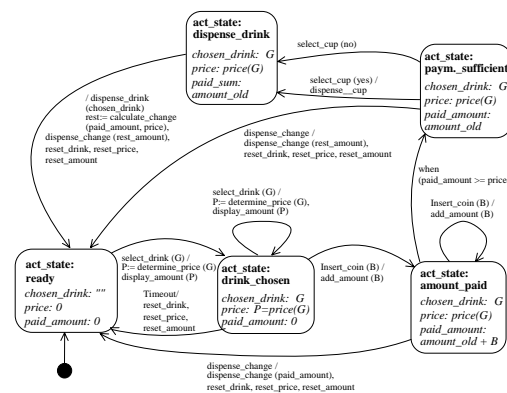 act_state:
dispense_drink
chosen_drink: G
price: price(G)
paid_sum:
amount_old
select_cup (no)
select_cup (yes) /
dispense__cup
act_state:
paym._sufficient
chosen_drink: G
price: price(G)
paid_amount:
amount_old
/ dispense_drink
(chosen_drink)
rest:= calculate_change
(paid_amount, price),
dispense_change (rest_amount),
reset_drink, reset_price,
reset_amount
dispense_change /
dispense_change (rest_amount),
reset_drink, reset_price, reset_amount
when
(paid_amount >= price
select_drink (G) /
P:= determine_price (G),
display_amount (P)
Insert_coin (B) /
add_amount (B)
act_state:
ready
chosen_drink: ""
price: 0
paid_amount: 0
select_drink (G) /
P:= determine_price (G)
display_amount (P)
Timeout/
reset_drink,
reset_price,
reset_amount
act_state:
drink_chosen
chosen_drink: G
price: P=price(G)
paid_amount: 0
Insert_coin (B) /
add_amount (B)
act_state:
amount_paid
chosen_drink: G
price: price(G)
paid_amount:
amount_old + B
dispense_change /
dispense_change (paid_amount),
reset_drink, reset_price, reset_amount